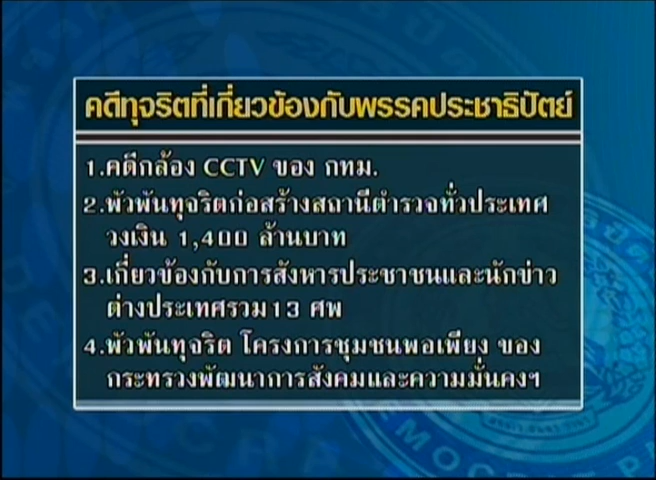 คดีทุจริตที่เกี่ยวข้องกับพรรคประชาธิปัตย์
1.คดีกล้อง CCTV ของ กทม.
2.พัวพันทุจริตก่อสร้างสถานีตำรวจทั่วประเทศ
วงเงิน 1,400 ล้านบาท
3.เกี่ยวข้องกับการสังหารประชาชนและนักข่าว
ต่างประเทศรวม13 ศพ
4.พัวพันทุจริต โครงการชุมชนพอเพียง ของ
กระทรวงพัฒนาการสังคมและความมั่นคงฯ